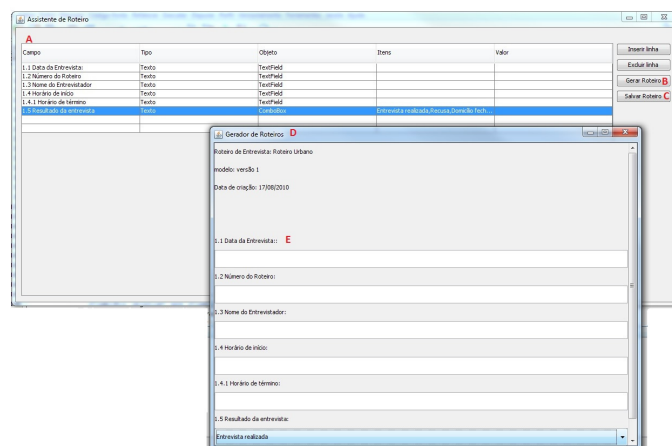 Assistente de Roteiro
A
Campo Tipo Objeto Itens Valor
1.1 Data da Entrevista: Texto TextField
1.2 Número do Roteiro Texto TextField
1.3 Nome do Entrevistador Texto TextField
1.4 Horário de início Texto TextField
1.4.1 Horário de término Texto TextField
1.5 Resultado da entrevista Texto ComboBox Entrevista realizada,Recusa,Domicílio fech...
Inserir linha
Excluir linha
Gerar Roteiro B
Salvar Roteiro C
Gerador de Roteiros D
Roteiro de Entrevista: Roteiro Urbano
modelo: versão 1
Data de criação: 17/08/2010
1.1 Data da Entrevista:: E
1.2 Número do Roteiro:
1.3 Nome do Entrevistador:
1.4 Horário de início:
1.4.1 Horário de término:
1.5 Resultado da entrevista:
Entrevista realizada